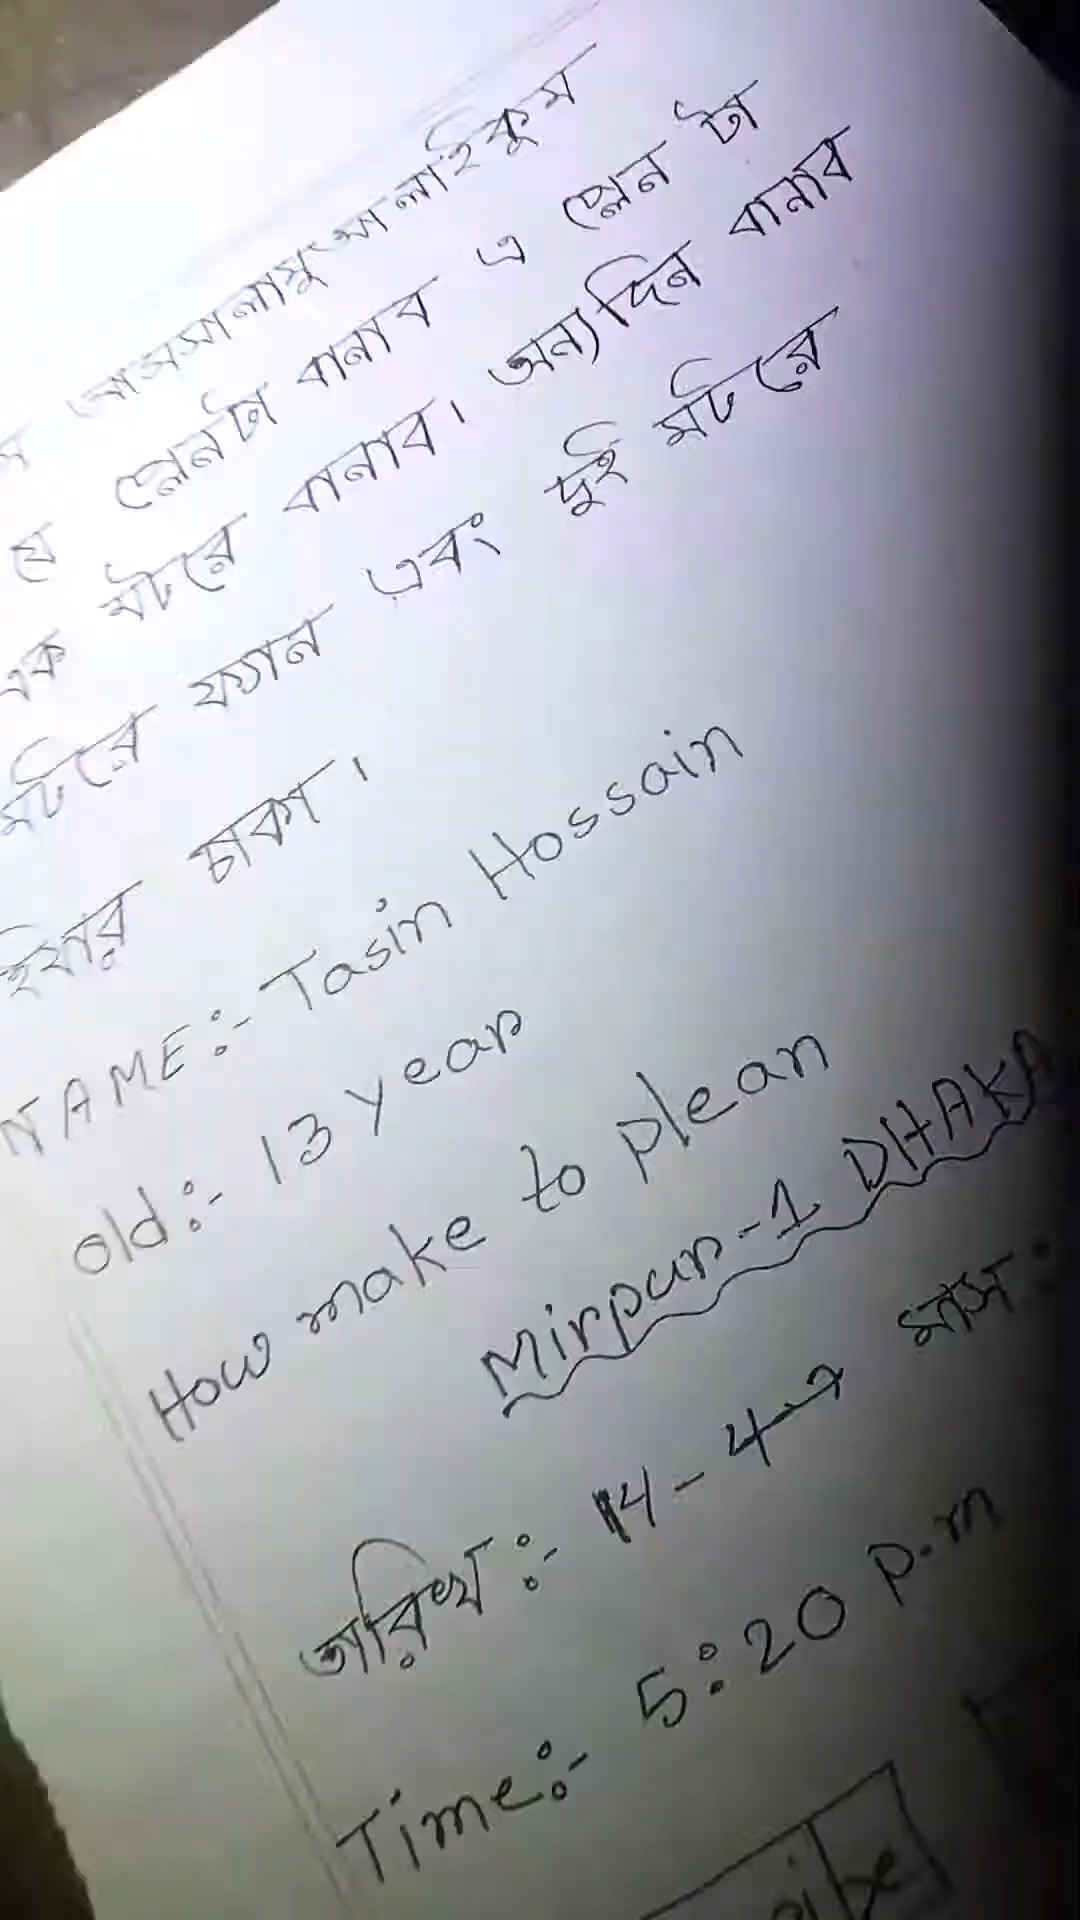 আসসালামুয়ালাইকুম
যে প্লেনটা বানাব এ প্লেন টা
এক মটরে বানাব। অন্যদিন বানাব
মটরে ফ্যান এবং দুই মটরে
চাকা।
NAME:- Tasin Hossain
old:- 13 year
How make to plean
Mirpur-1 DHAKA
তারিখ:- 14-4→ মাস:
Time:- 5:20 p.m